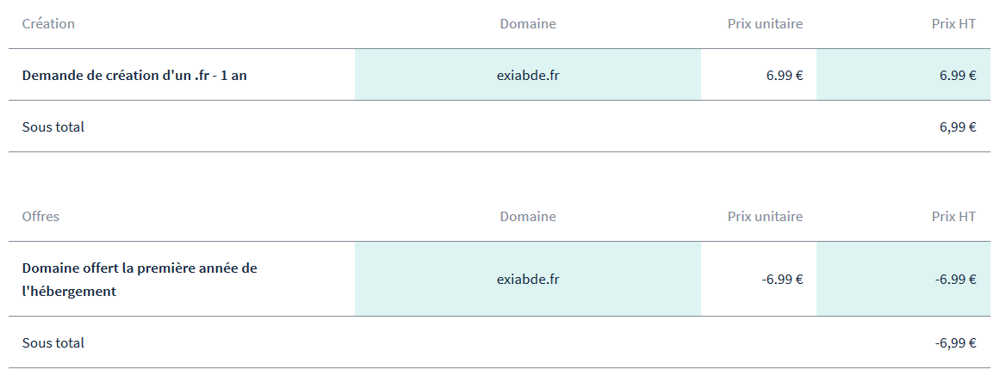 Création Domaine Prix unitaire Prix HT
Demande de création d'un .fr - 1 an exiabde.fr 6.99 € 6.99 €
Sous total 6,99 €
Offres Domaine Prix unitaire Prix HT
Domaine offert la première année de
l'hébergement exiabde.fr -6.99 € -6.99 €
Sous total -6,99 €